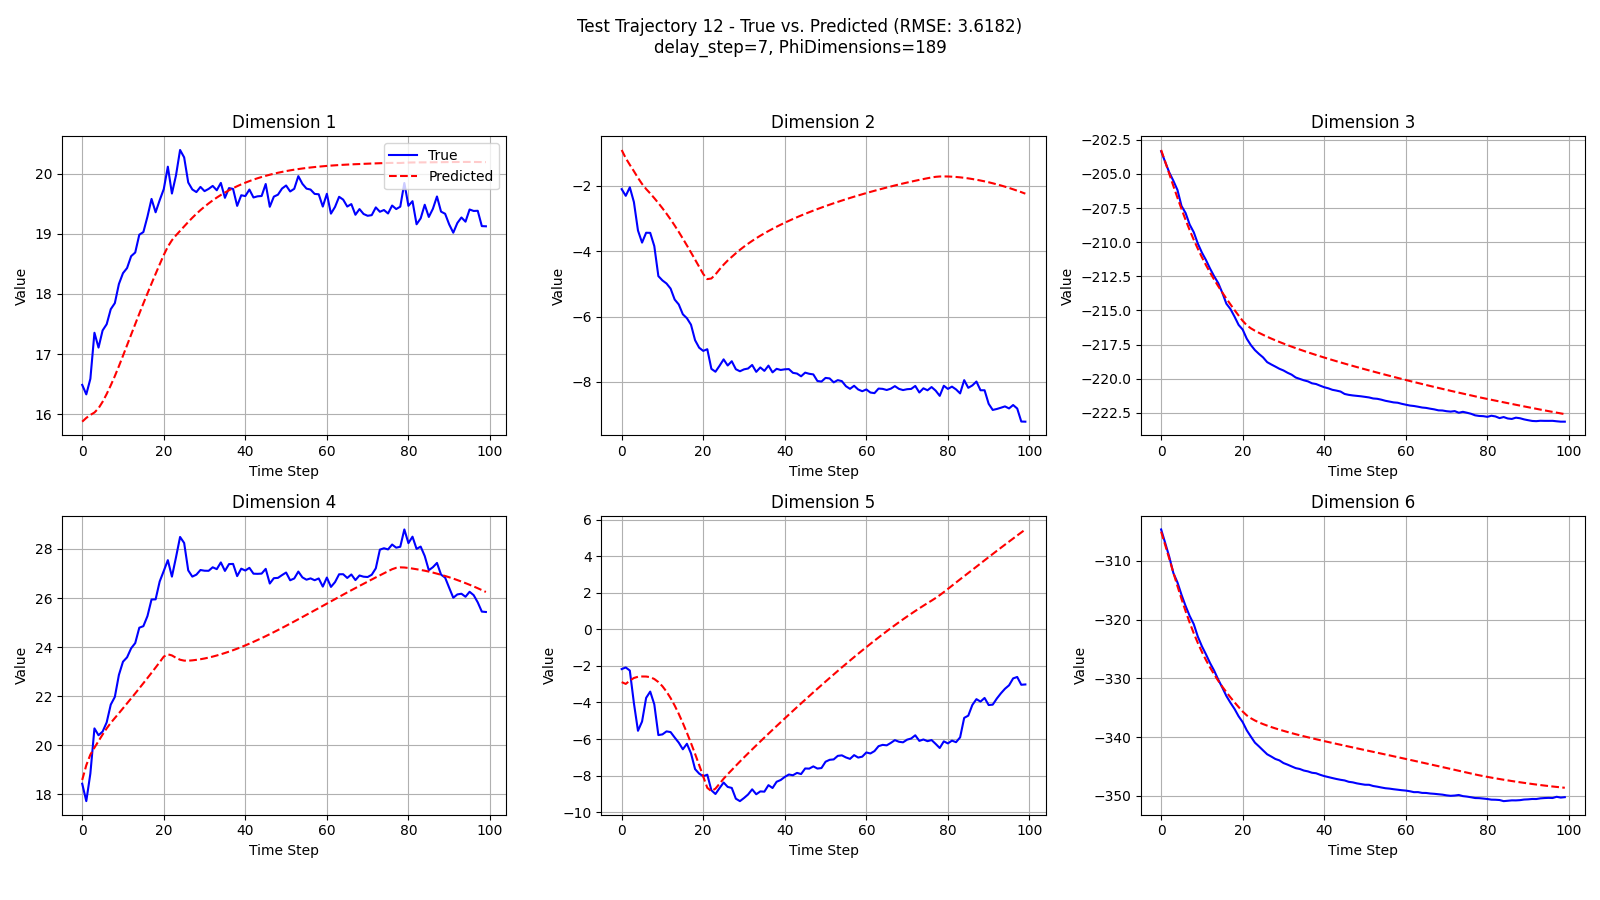 Test Trajectory 12 - True vs. Predicted (RMSE: 3.6182)
delay_step=7, PhiDimensions=189
Dimension 1
20
19
18
17
16
Value
0 20 40 60 80 100
Time Step
True
Predicted
Dimension 2
−2
−4
−6
−8
Value
0 20 40 60 80 100
Time Step
Dimension 3
−202.5
−205.0
−207.5
−210.0
−212.5
−215.0
−217.5
−220.0
−222.5
Value
0 20 40 60 80 100
Time Step
Dimension 4
28
26
24
22
20
18
Value
0 20 40 60 80 100
Time Step
Dimension 5
6
4
2
0
−2
−4
−6
−8
−10
Value
0 20 40 60 80 100
Time Step
Dimension 6
−310
−320
−330
−340
−350
Value
0 20 40 60 80 100
Time Step